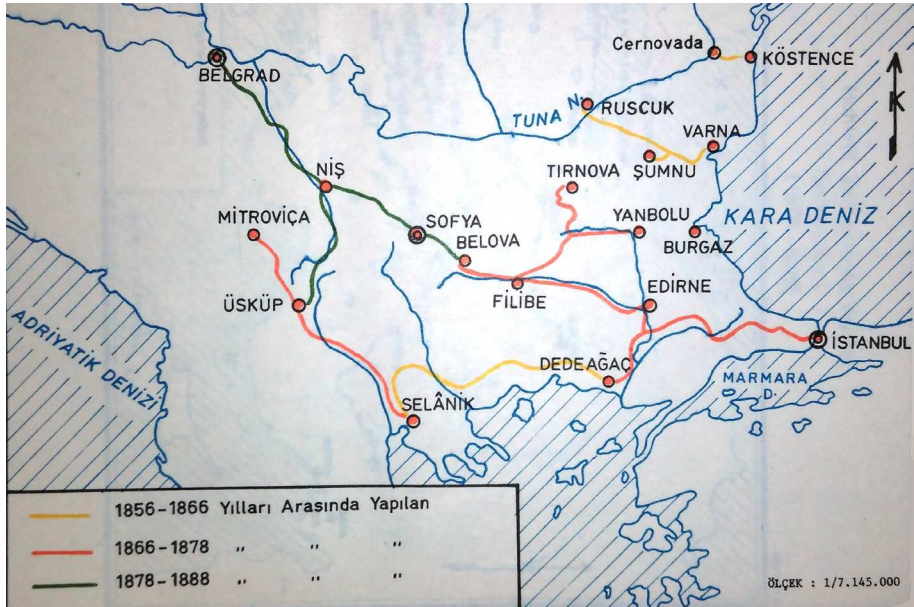 Cernovada
KÖSTENCE
BELGRAD
K
TUNA N.
RUSCUK
VARNA
ŞUMNU
NİŞ
TIRNOVA
MİTROVİÇA
SOFYA
YANBOLU
KARA DENİZ
BELOVA
BURGAZ
ÜSKÜP
FİLİBE
EDİRNE
ADRİYATİK DENİZİ
İSTANBUL
DEDEAĞAÇ
MARMARA
D.
SELÂNİK
1856-1866 Yılları Arasında Yapılan
1866-1878 " " "
1878-1888 " " "
ÖLÇEK : 1/7.145.000